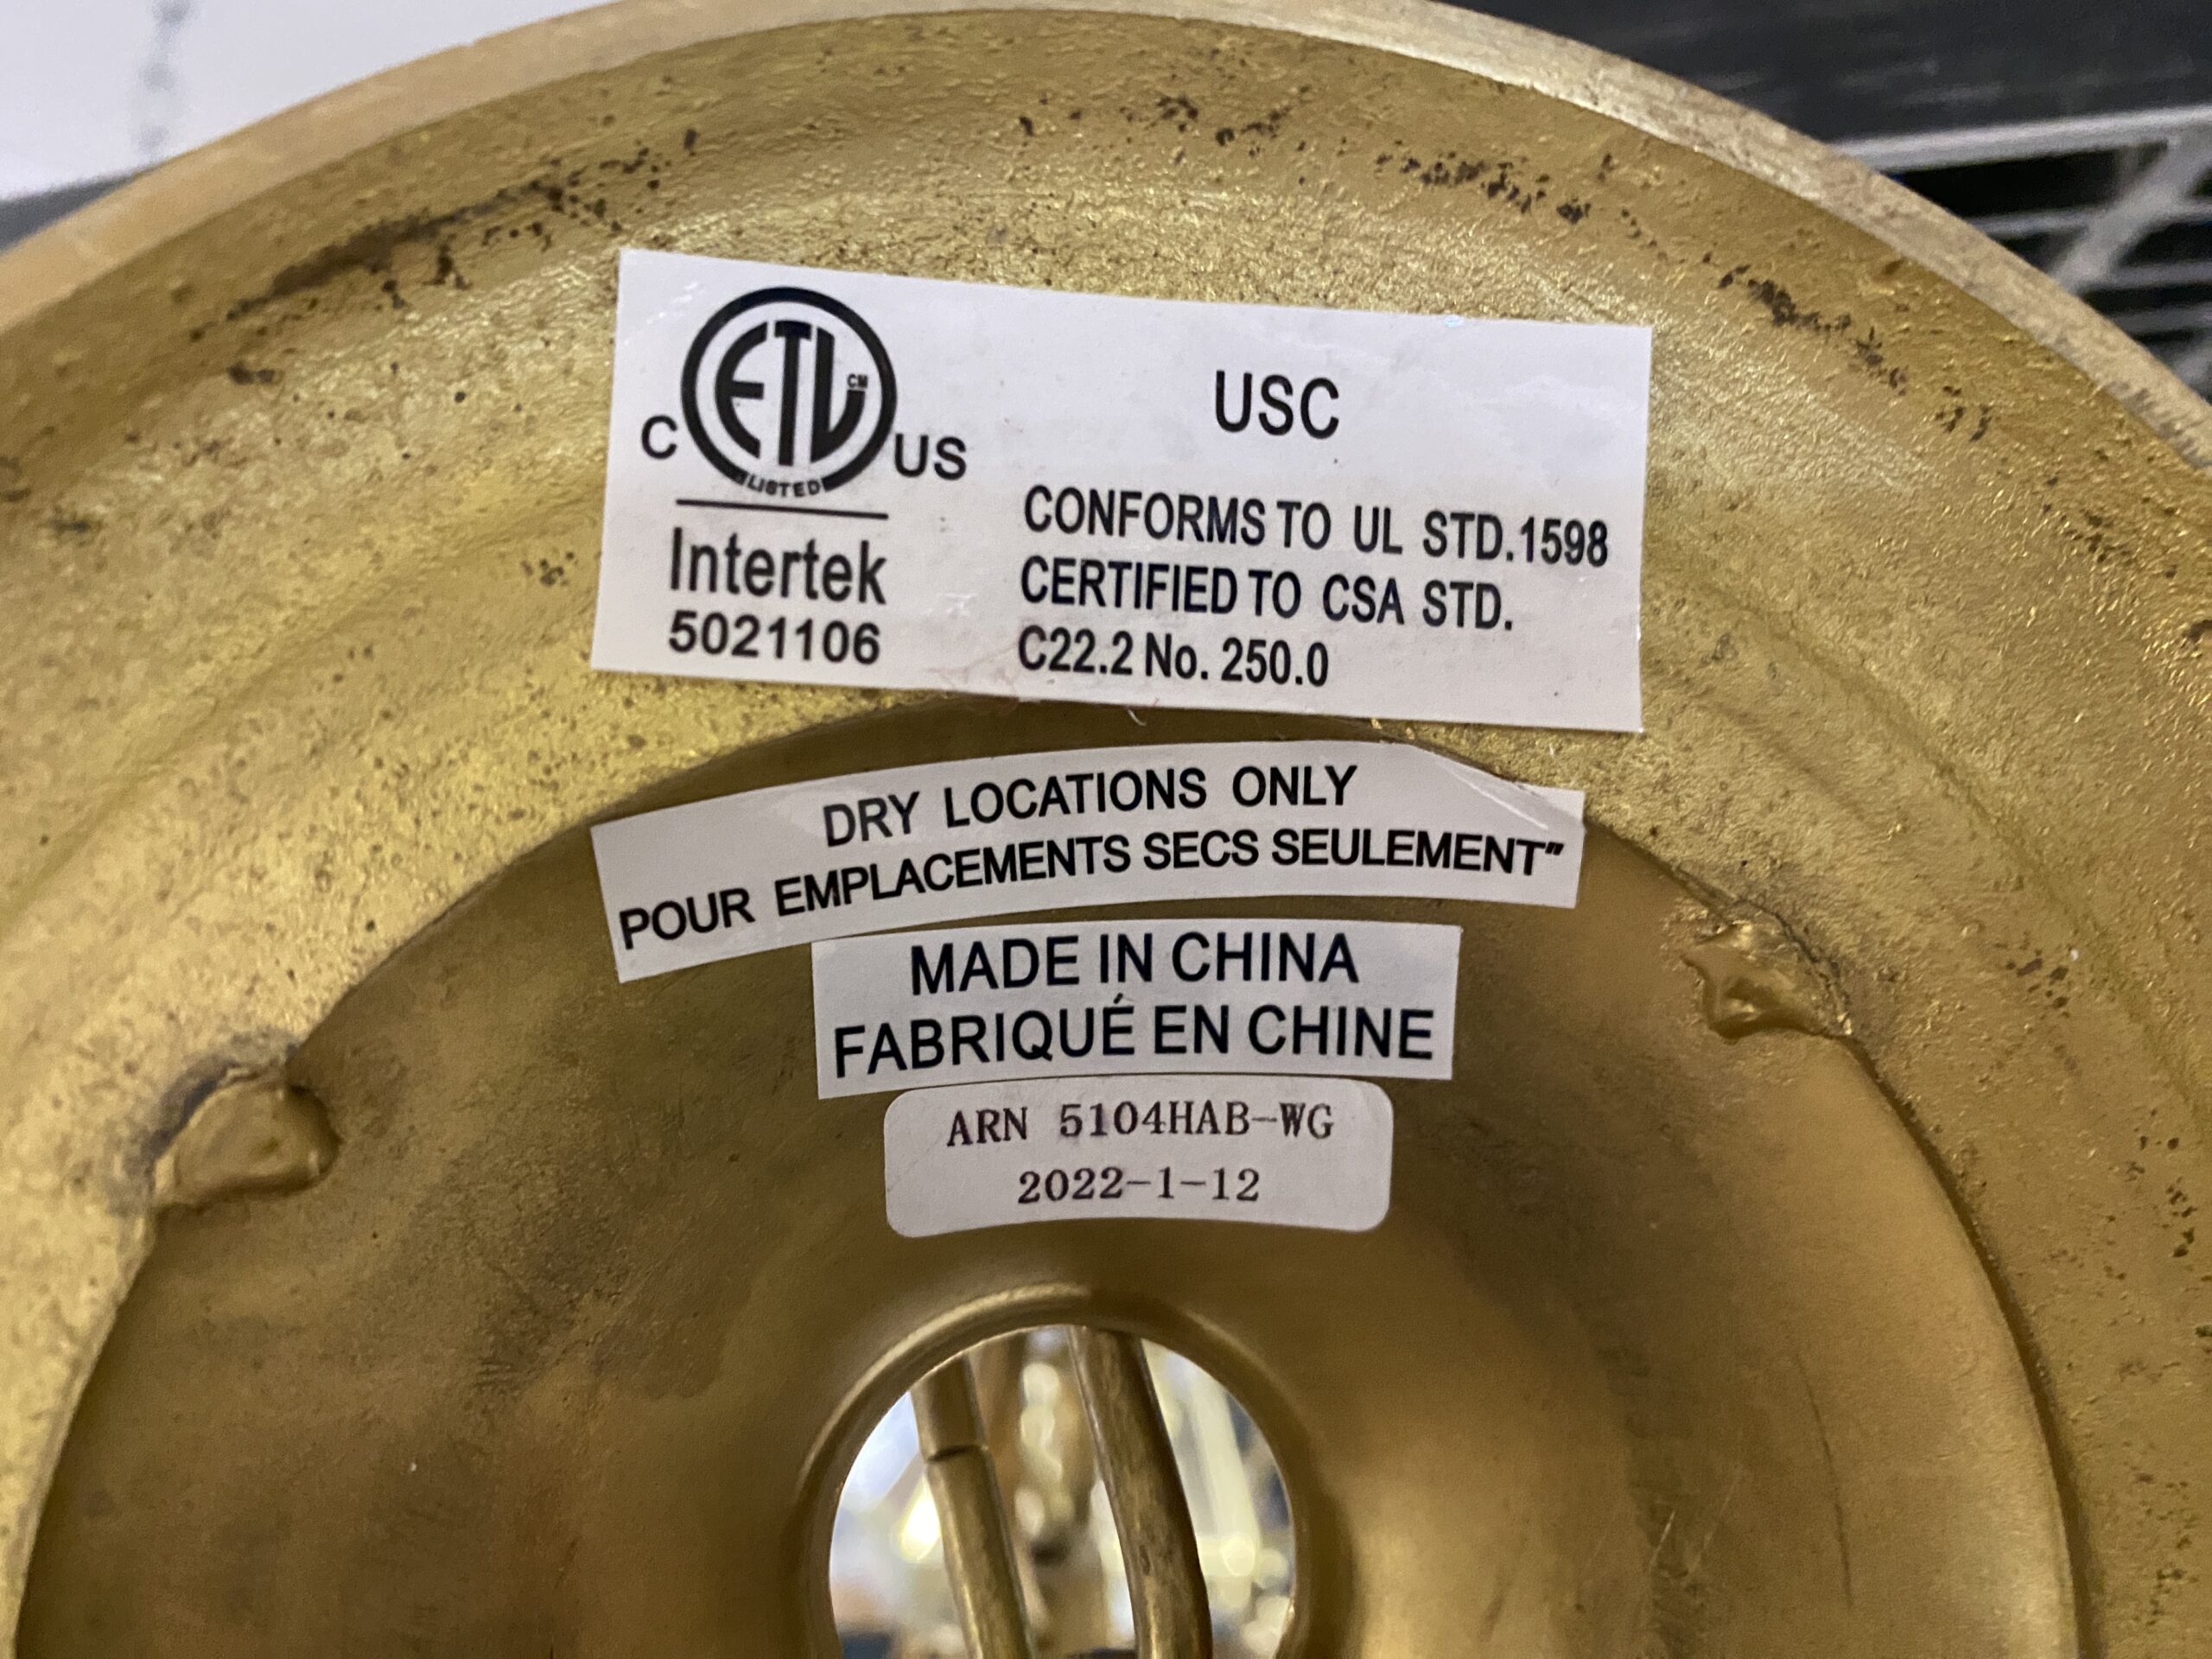 C ETL CM US
LISTED
Intertek
5021106
USC
CONFORMS TO UL STD.1598
CERTIFIED TO CSA STD.
C22.2 No. 250.0
DRY LOCATIONS ONLY
POUR EMPLACEMENTS SECS SEULEMENT"
MADE IN CHINA
FABRIQUÉ EN CHINE
ARN 5104HAB-WG
2022-1-12